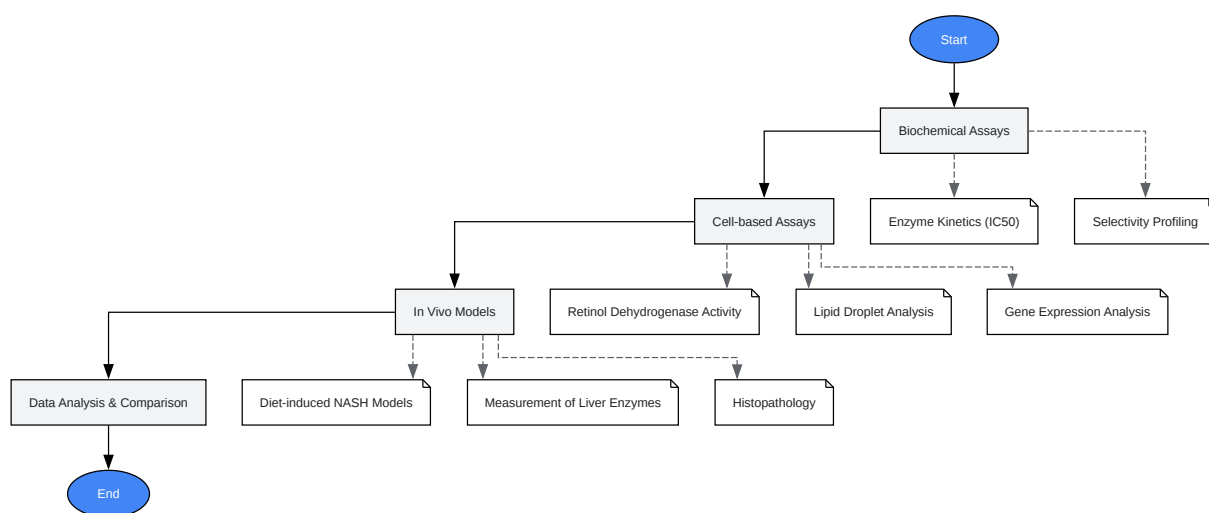 Start
Biochemical Assays
Cell-based Assays
Enzyme Kinetics (IC50)
Selectivity Profiling
In Vivo Models
Retinol Dehydrogenase Activity
Lipid Droplet Analysis
Gene Expression Analysis
Data Analysis & Comparison
Diet-induced NASH Models
Measurement of Liver Enzymes
Histopathology
End